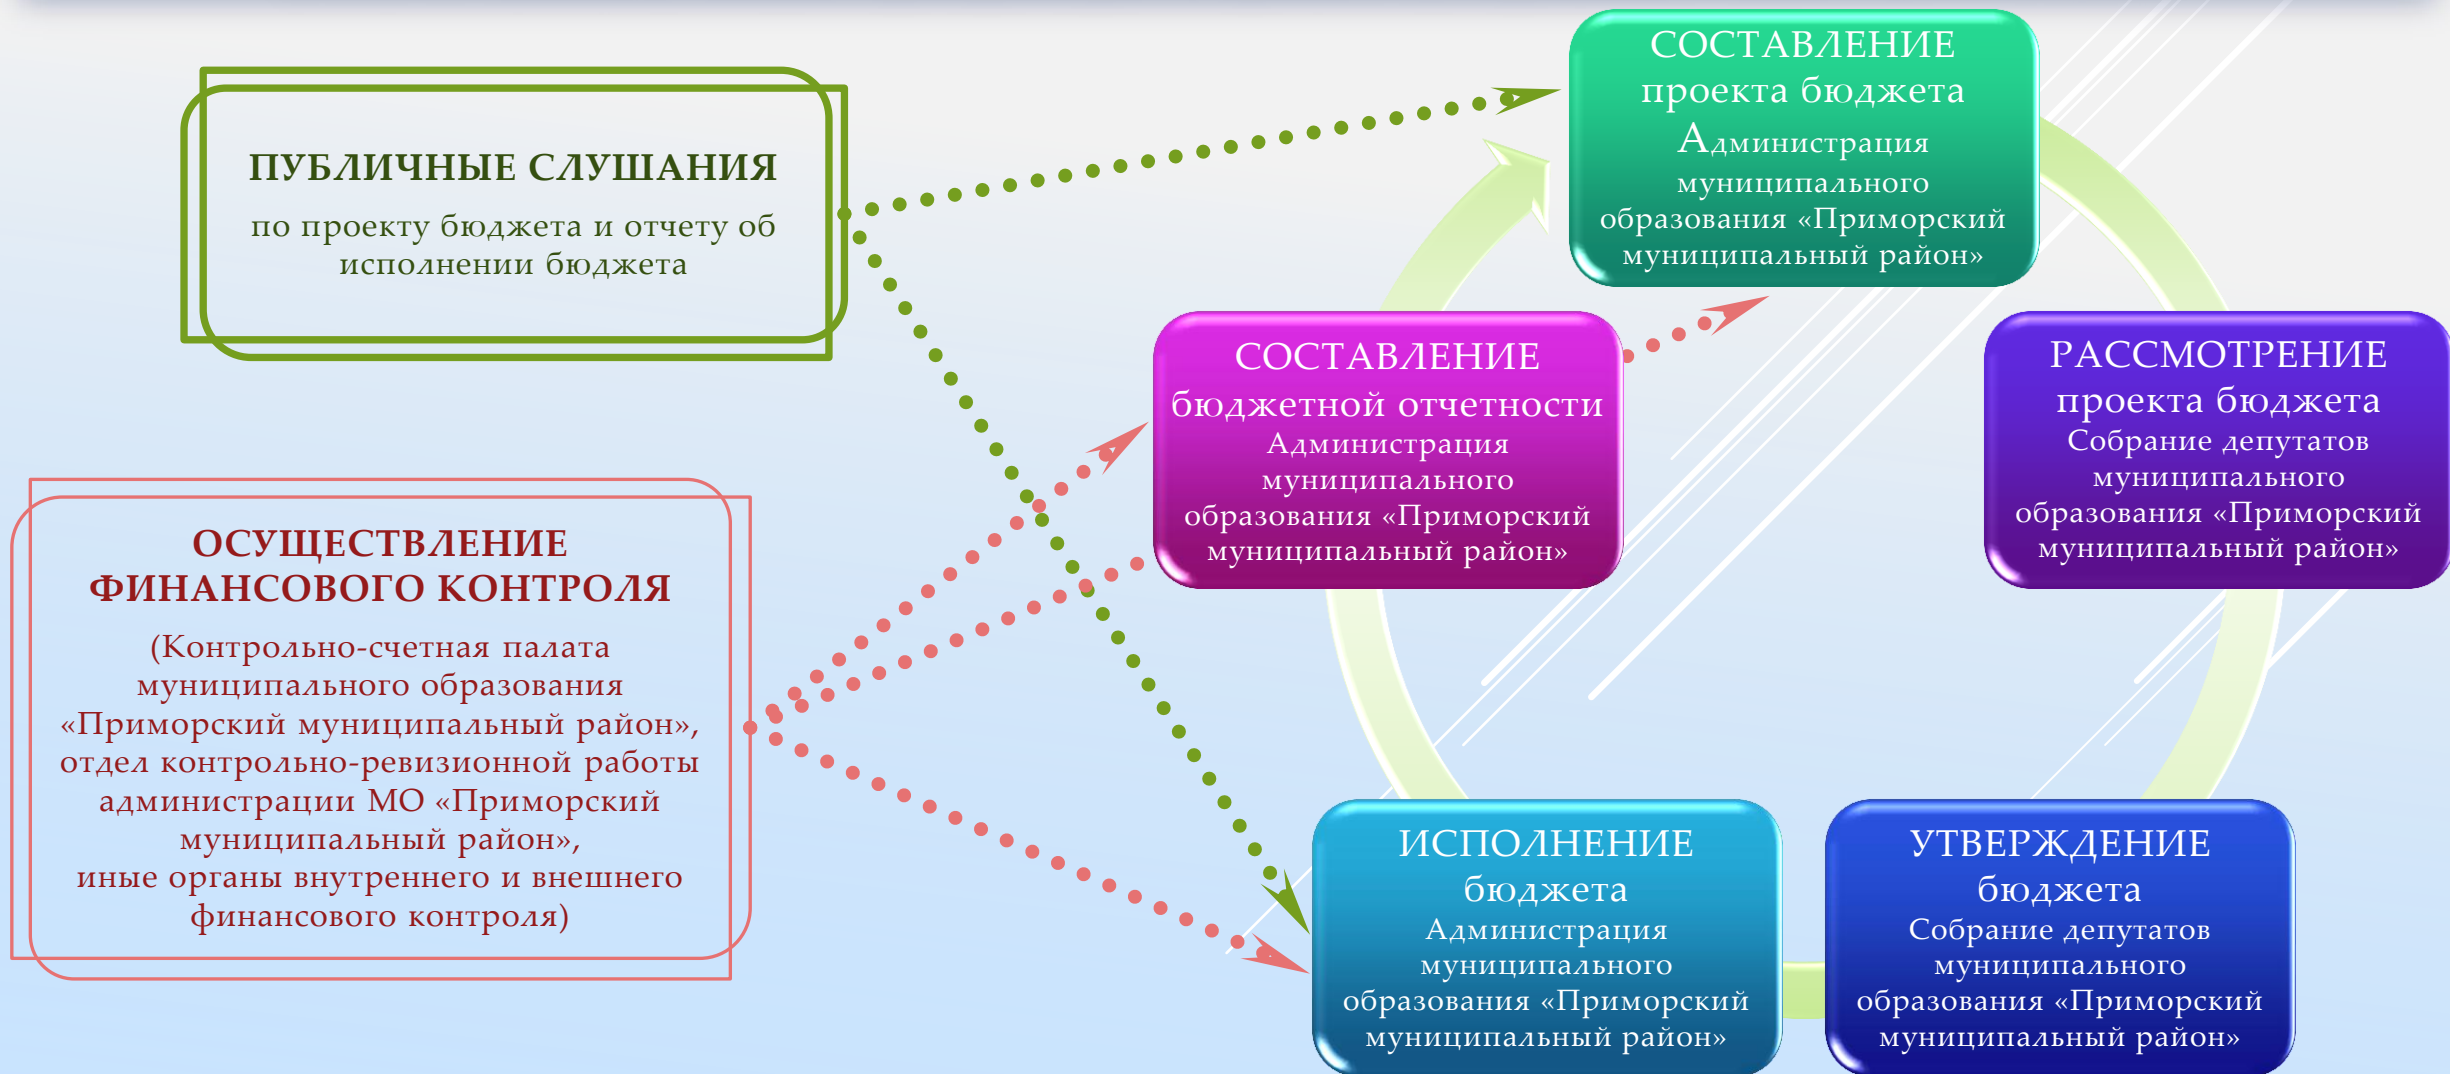 ПУБЛИЧНЫЕ СЛУШАНИЯ
по проекту бюджета и отчету об
исполнении бюджета
ОСУЩЕСТВЛЕНИЕ
ФИНАНСОВОГО КОНТРОЛЯ
(Контрольно-счетная палата
муниципального образования
«Приморский муниципальный район»,
отдел контрольно-ревизионной работы
администрации МО «Приморский
муниципальный район»,
иные органы внутреннего и внешнего
финансового контроля)
СОСТАВЛЕНИЕ
проекта бюджета
Администрация
муниципального
образования «Приморский
муниципальный район»
СОСТАВЛЕНИЕ
бюджетной отчетности
Администрация
муниципального
образования «Приморский
муниципальный район»
РАССМОТРЕНИЕ
проекта бюджета
Собрание депутатов
муниципального
образования «Приморский
муниципальный район»
ИСПОЛНЕНИЕ
бюджета
Администрация
муниципального
образования «Приморский
муниципальный район»
УТВЕРЖДЕНИЕ
бюджета
Собрание депутатов
муниципального
образования «Приморский
муниципальный район»